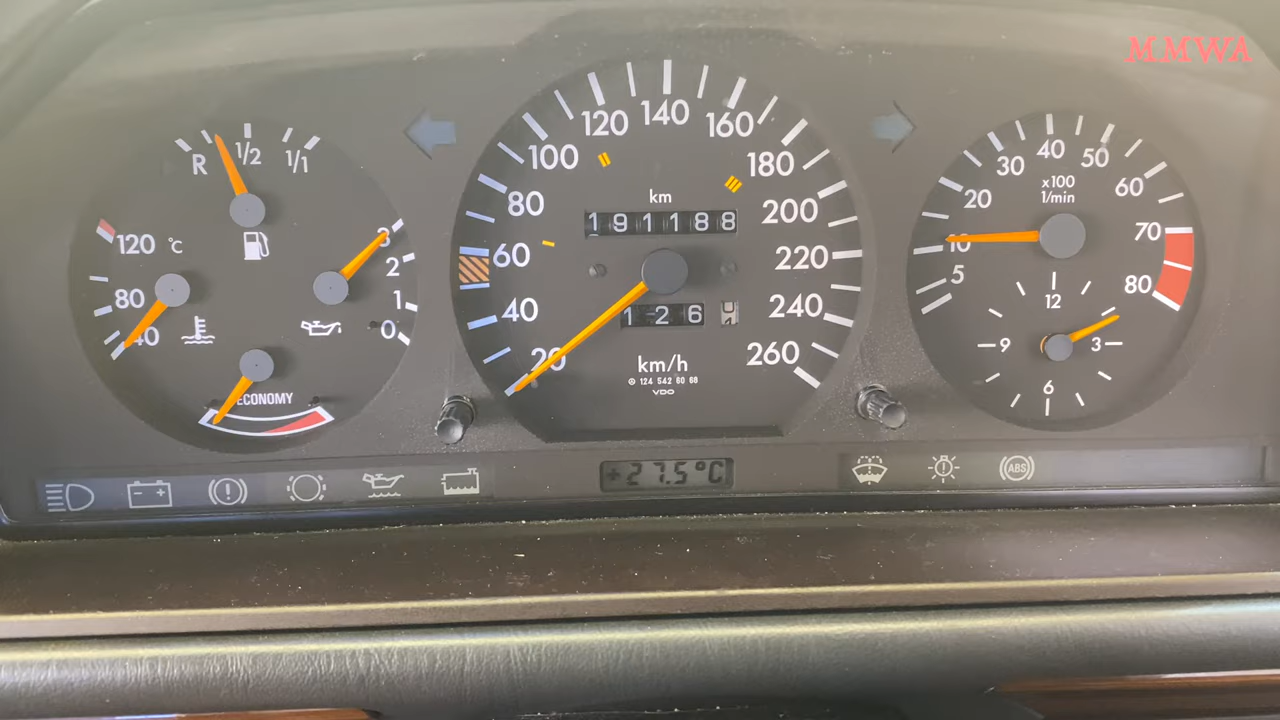 MMWA
R 1/2 1/1
120 °C
80
40
3
2
1
0
ECONOMY
20
40
60
80
100
120
140
160
180
200
220
240
260
km
191188
126
km/h
124 542 60 68
VDO
5
10
20
30
40
50
60
70
80
x100
1/min
12
3
6
9
+27.5°C
ABS